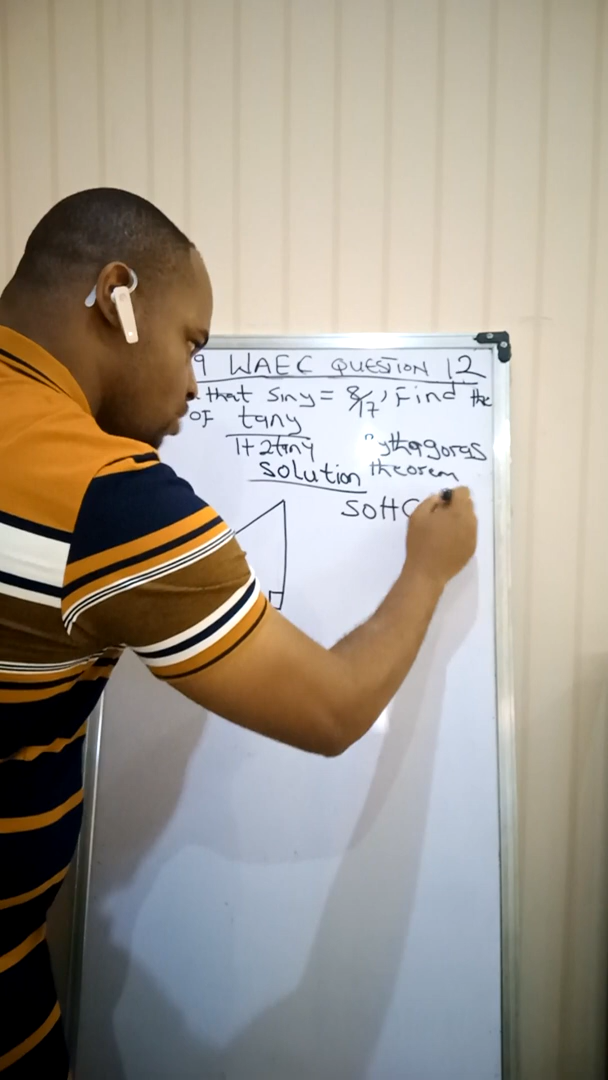 9 WAEC QUESTION 12
that siny = 8/17, Find the
OF tany
1+2tany
Pythagoras
theorem
solution
SOHC